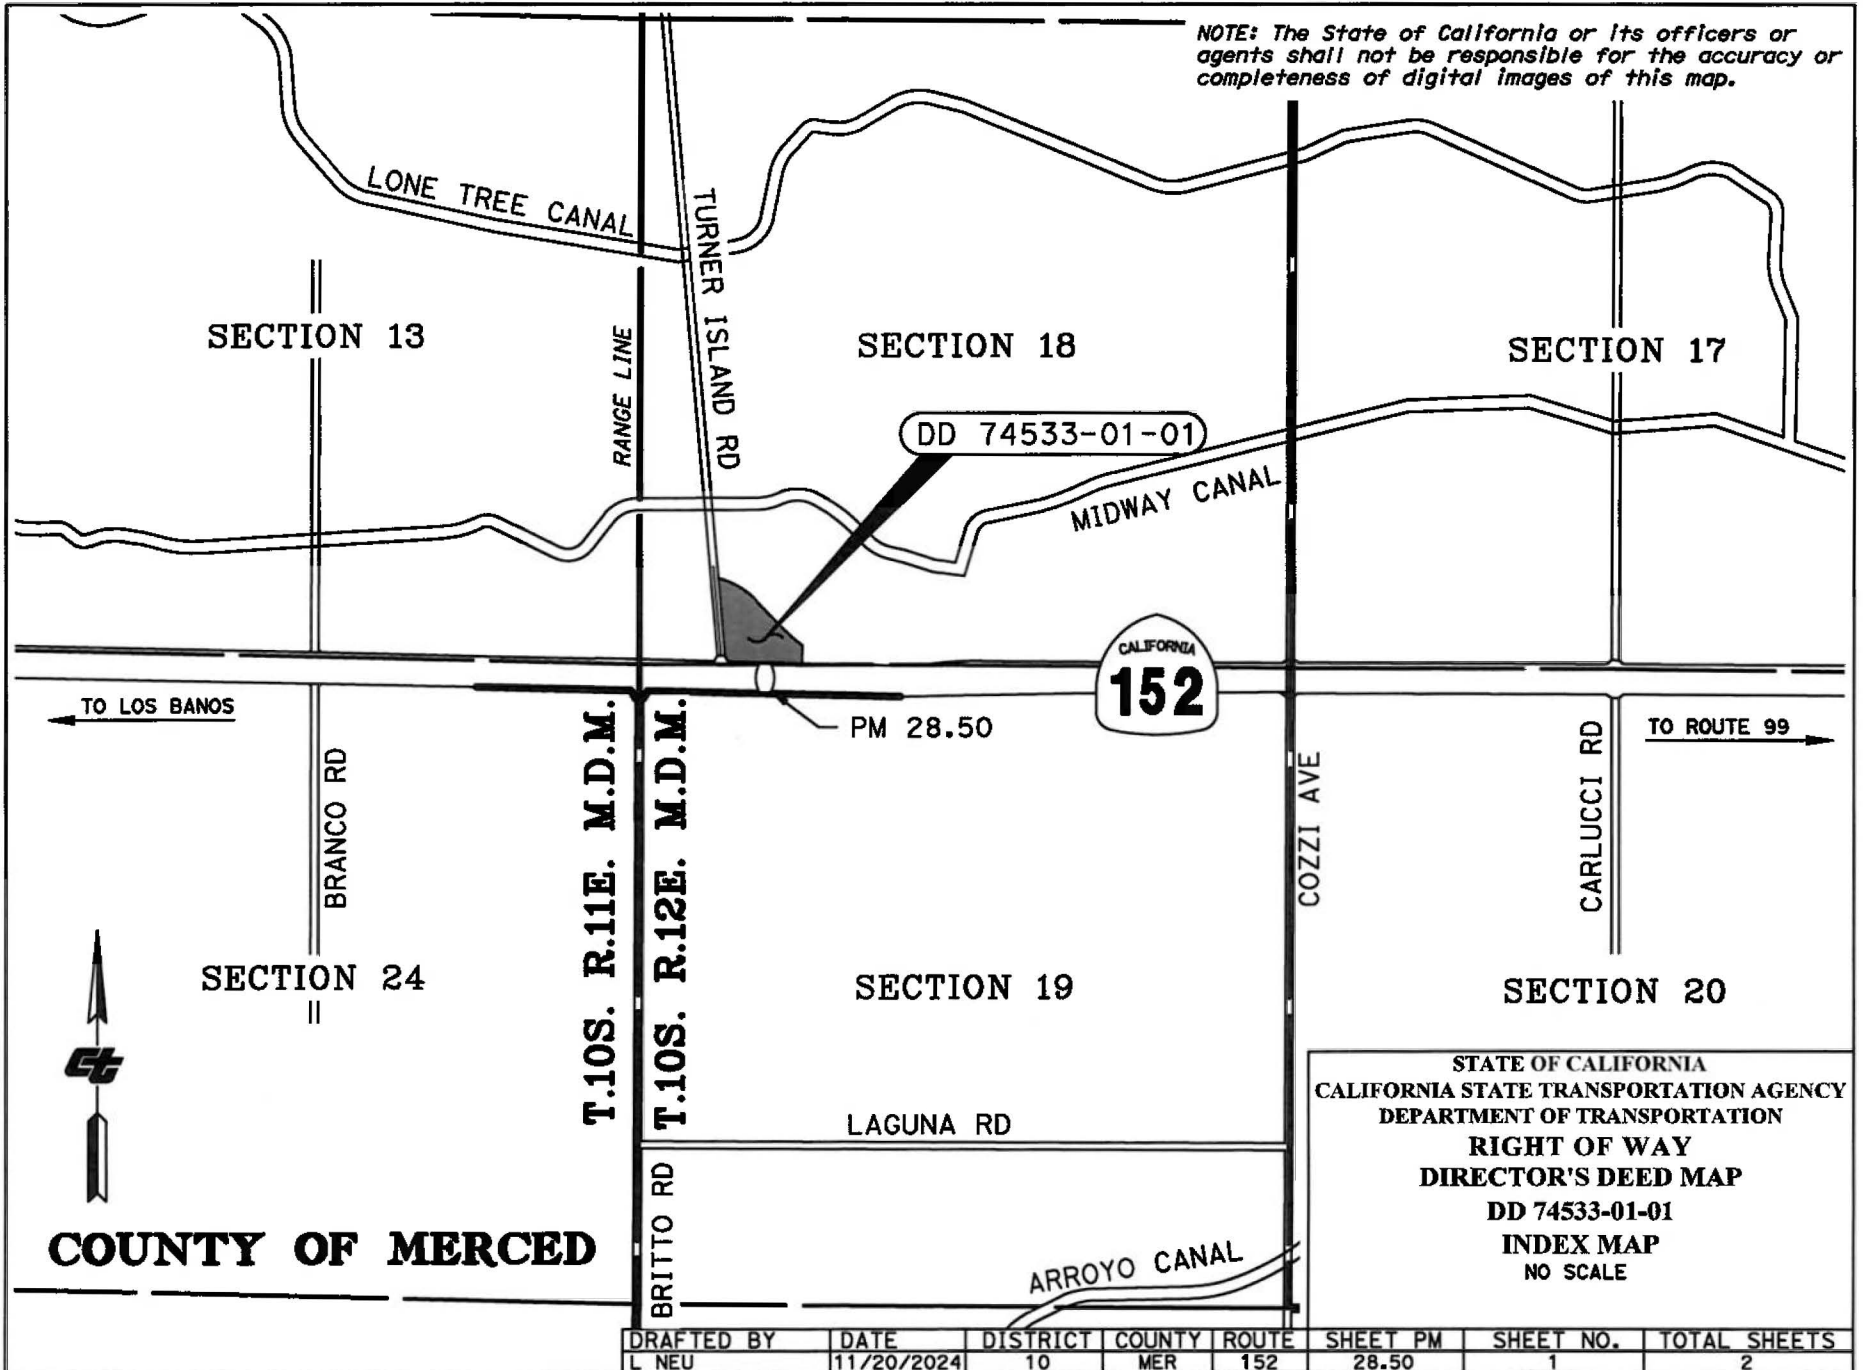 NOTE: The State of California or its officers or
agents shall not be responsible for the accuracy or
completeness of digital images of this map.
LONE TREE CANAL
TURNER ISLAND RD
SECTION 13
RANGE LINE
SECTION 18
SECTION 17
DD 74533-01-01
MIDWAY CANAL
CALIFORNIA
152
TO LOS BANOS
PM 28.50
TO ROUTE 99
BRANCO RD
T.10S. R.11E. M.D.M.
T.10S. R.12E. M.D.M.
COZZI AVE
CARLUCCI RD
SECTION 24
SECTION 19
SECTION 20
Ct
LAGUNA RD
BRITTO RD
COUNTY OF MERCED
ARROYO CANAL
STATE OF CALIFORNIA
CALIFORNIA STATE TRANSPORTATION AGENCY
DEPARTMENT OF TRANSPORTATION
RIGHT OF WAY
DIRECTOR'S DEED MAP
DD 74533-01-01
INDEX MAP
NO SCALE
DRAFTED BY DATE DISTRICT COUNTY ROUTE SHEET PM SHEET NO. TOTAL SHEETS
L NEU 11/20/2024 10 MER 152 28.50 1 2